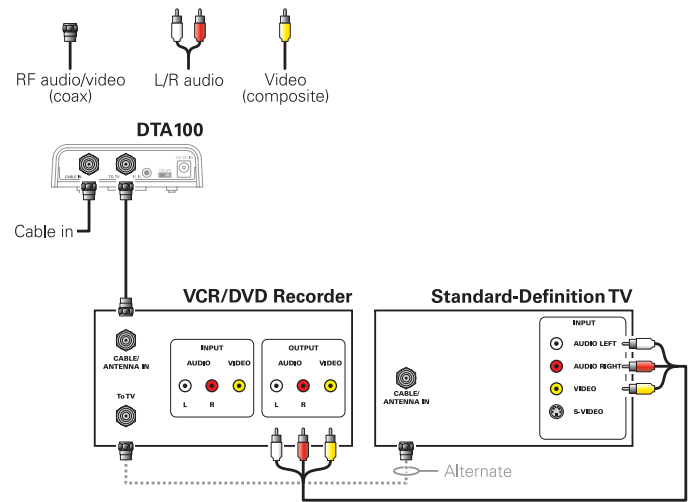 RF audio/video
(coax)
L/R audio
Video
(composite)
DTA100
CABLE IN
TO TV
Cable in
VCR/DVD Recorder
CABLE/
ANTENNA IN
To TV
INPUT
AUDIO VIDEO
L R
OUTPUT
AUDIO VIDEO
L R
Standard-Definition TV
CABLE/
ANTENNA IN
INPUT
AUDIO LEFT
AUDIO RIGHT
VIDEO
S-VIDEO
Alternate